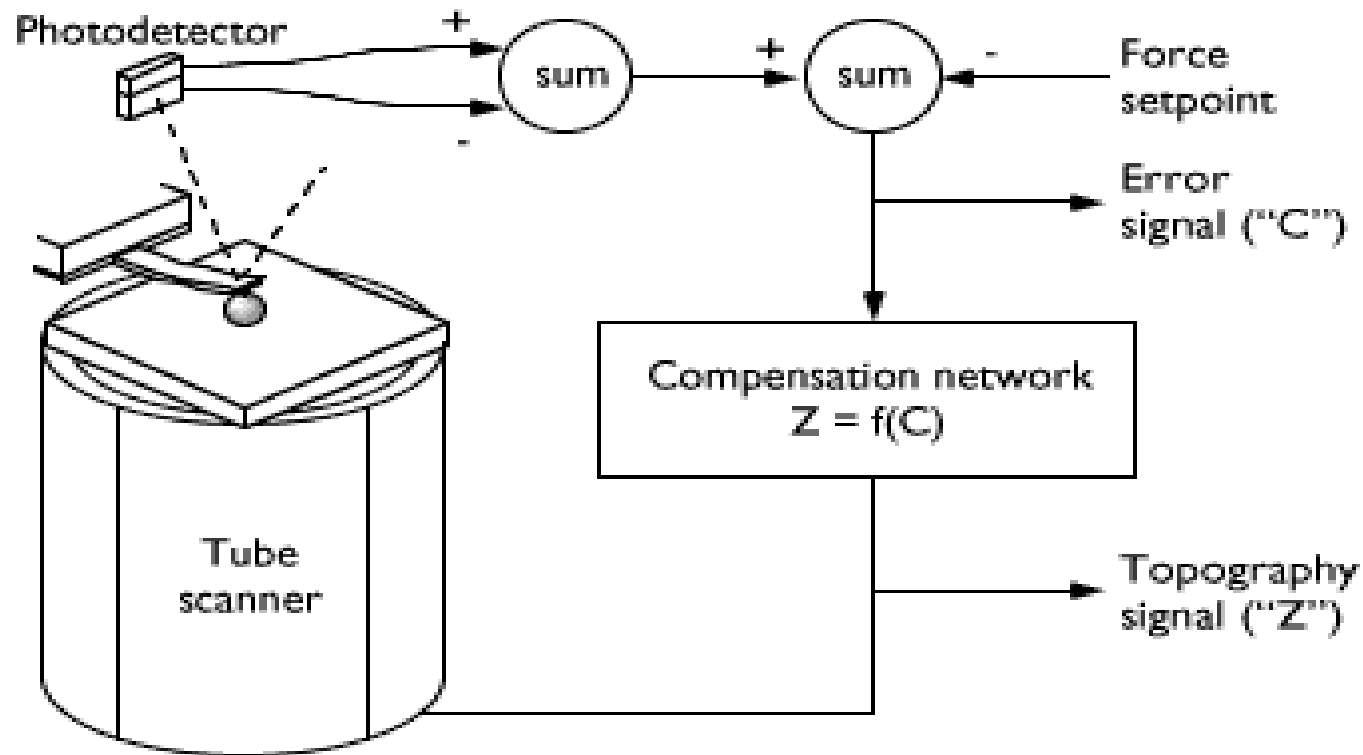 Photodetector
+
-
sum
+
sum
-
Force
setpoint
Error
signal (“C”)
Compensation network
Z = f(C)
Tube
scanner
Topography
signal (“Z”)